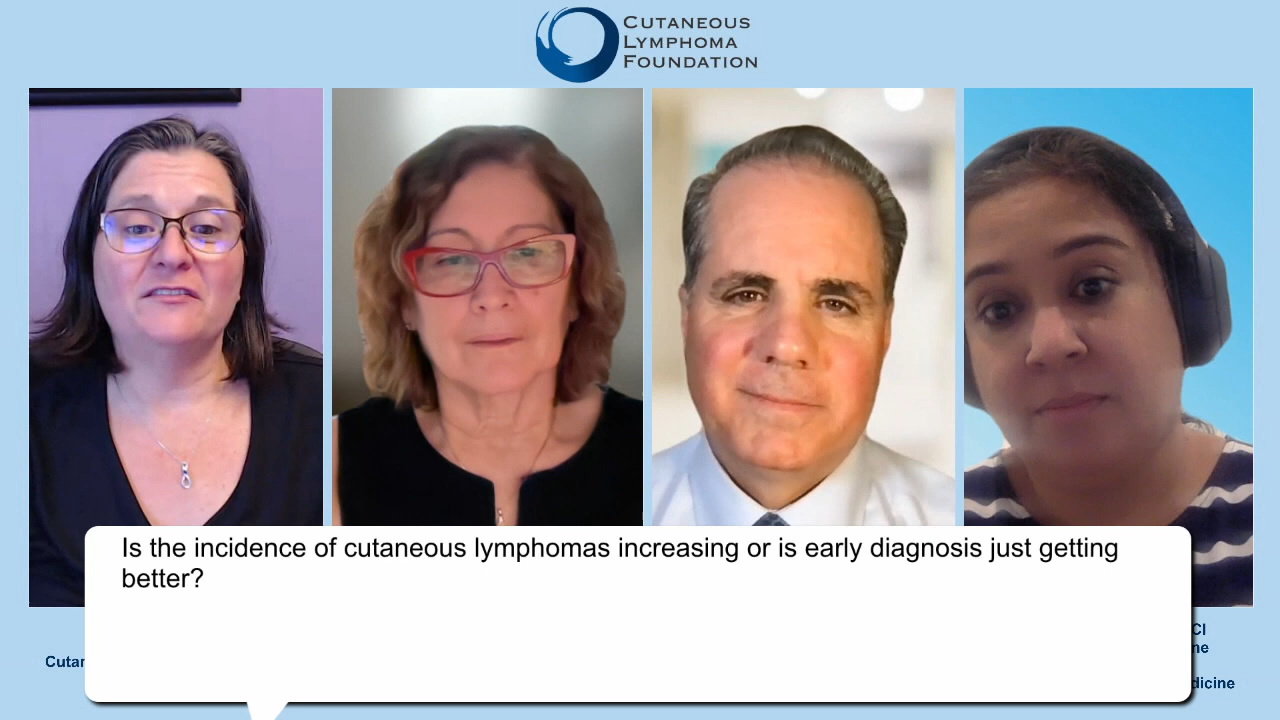 CUTANEOUS
LYMPHOMA
FOUNDATION
Is the incidence of cutaneous lymphomas increasing or is early diagnosis just getting
better?